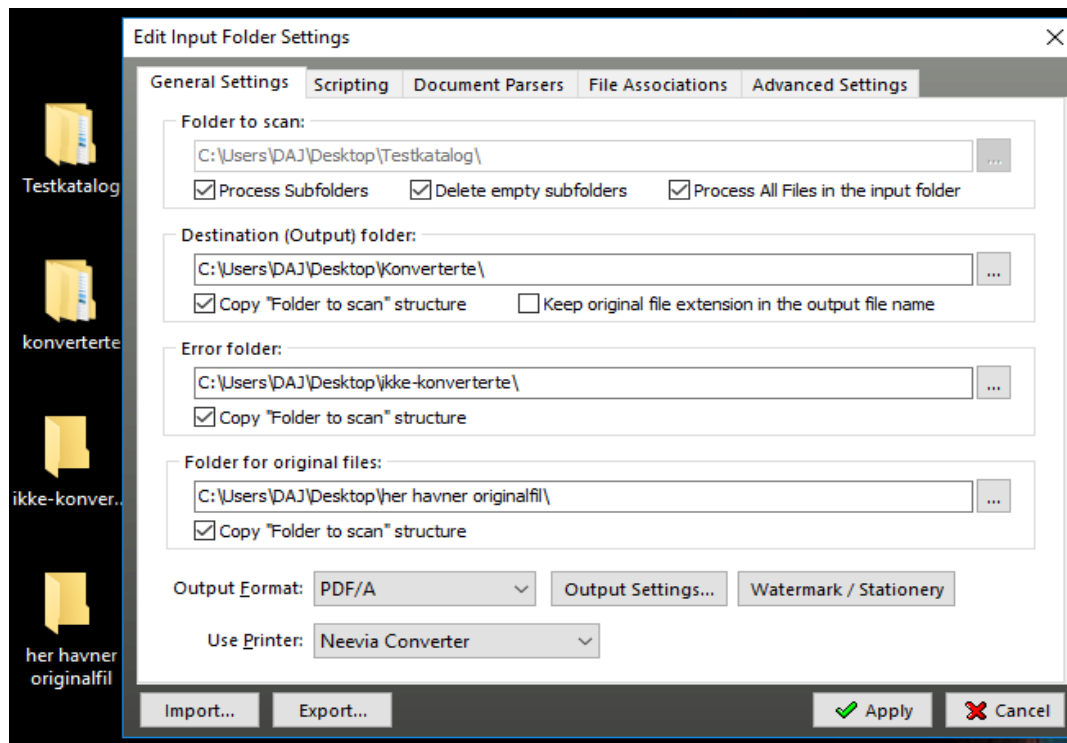 Edit Input Folder Settings
General Settings
Scripting
Document Parsers
File Associations
Advanced Settings
Folder to scan:
C:\Users\DAJ\Desktop\Testkatalog\
...
Process Subfolders
Delete empty subfolders
Process All Files in the input folder
Destination (Output) folder:
C:\Users\DAJ\Desktop\Konverterte\
...
Copy "Folder to scan" structure
Keep original file extension in the output file name
Error folder:
C:\Users\DAJ\Desktop\ikke-konverterte\
...
Copy "Folder to scan" structure
Folder for original files:
C:\Users\DAJ\Desktop\her havner originalfil\
...
Copy "Folder to scan" structure
Output Format:
PDF/A
Output Settings...
Watermark / Stationery
Use Printer:
Neevia Converter
Import...
Export...
Apply
Cancel
Testkatalog
konverterte
ikke-konver...
her havner
originalfil